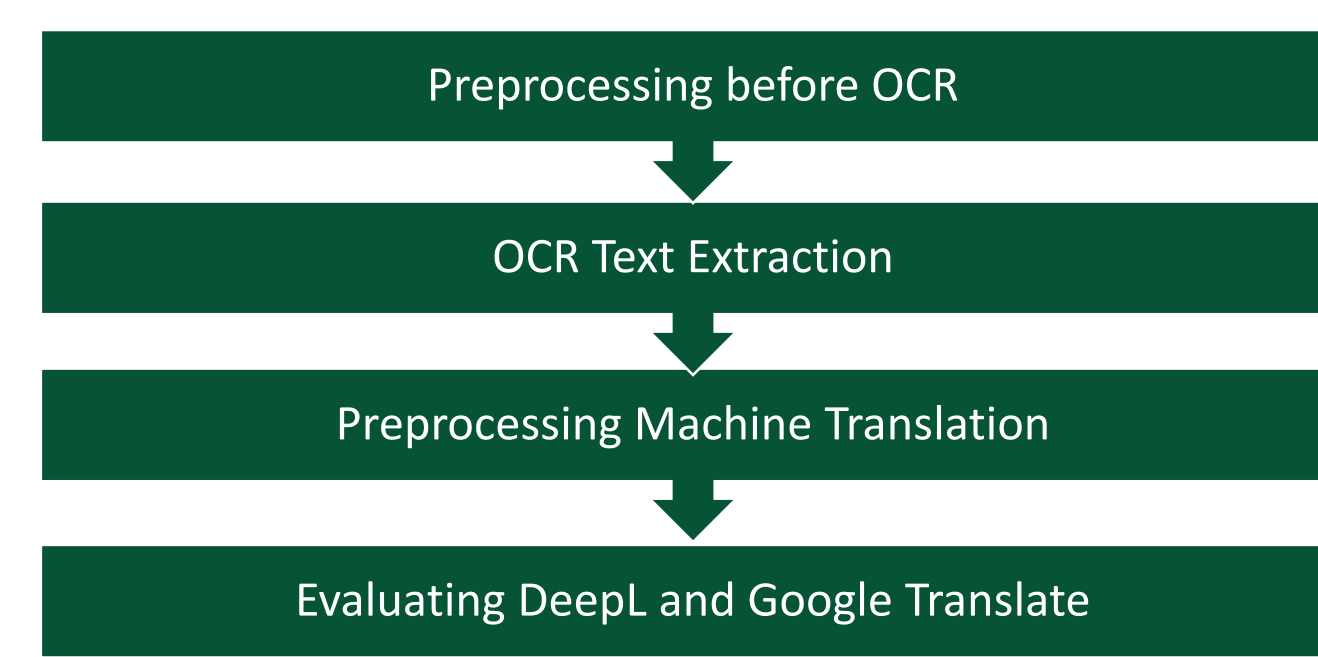 Preprocessing before OCR
OCR Text Extraction
Preprocessing Machine Translation
Evaluating DeepL and Google Translate